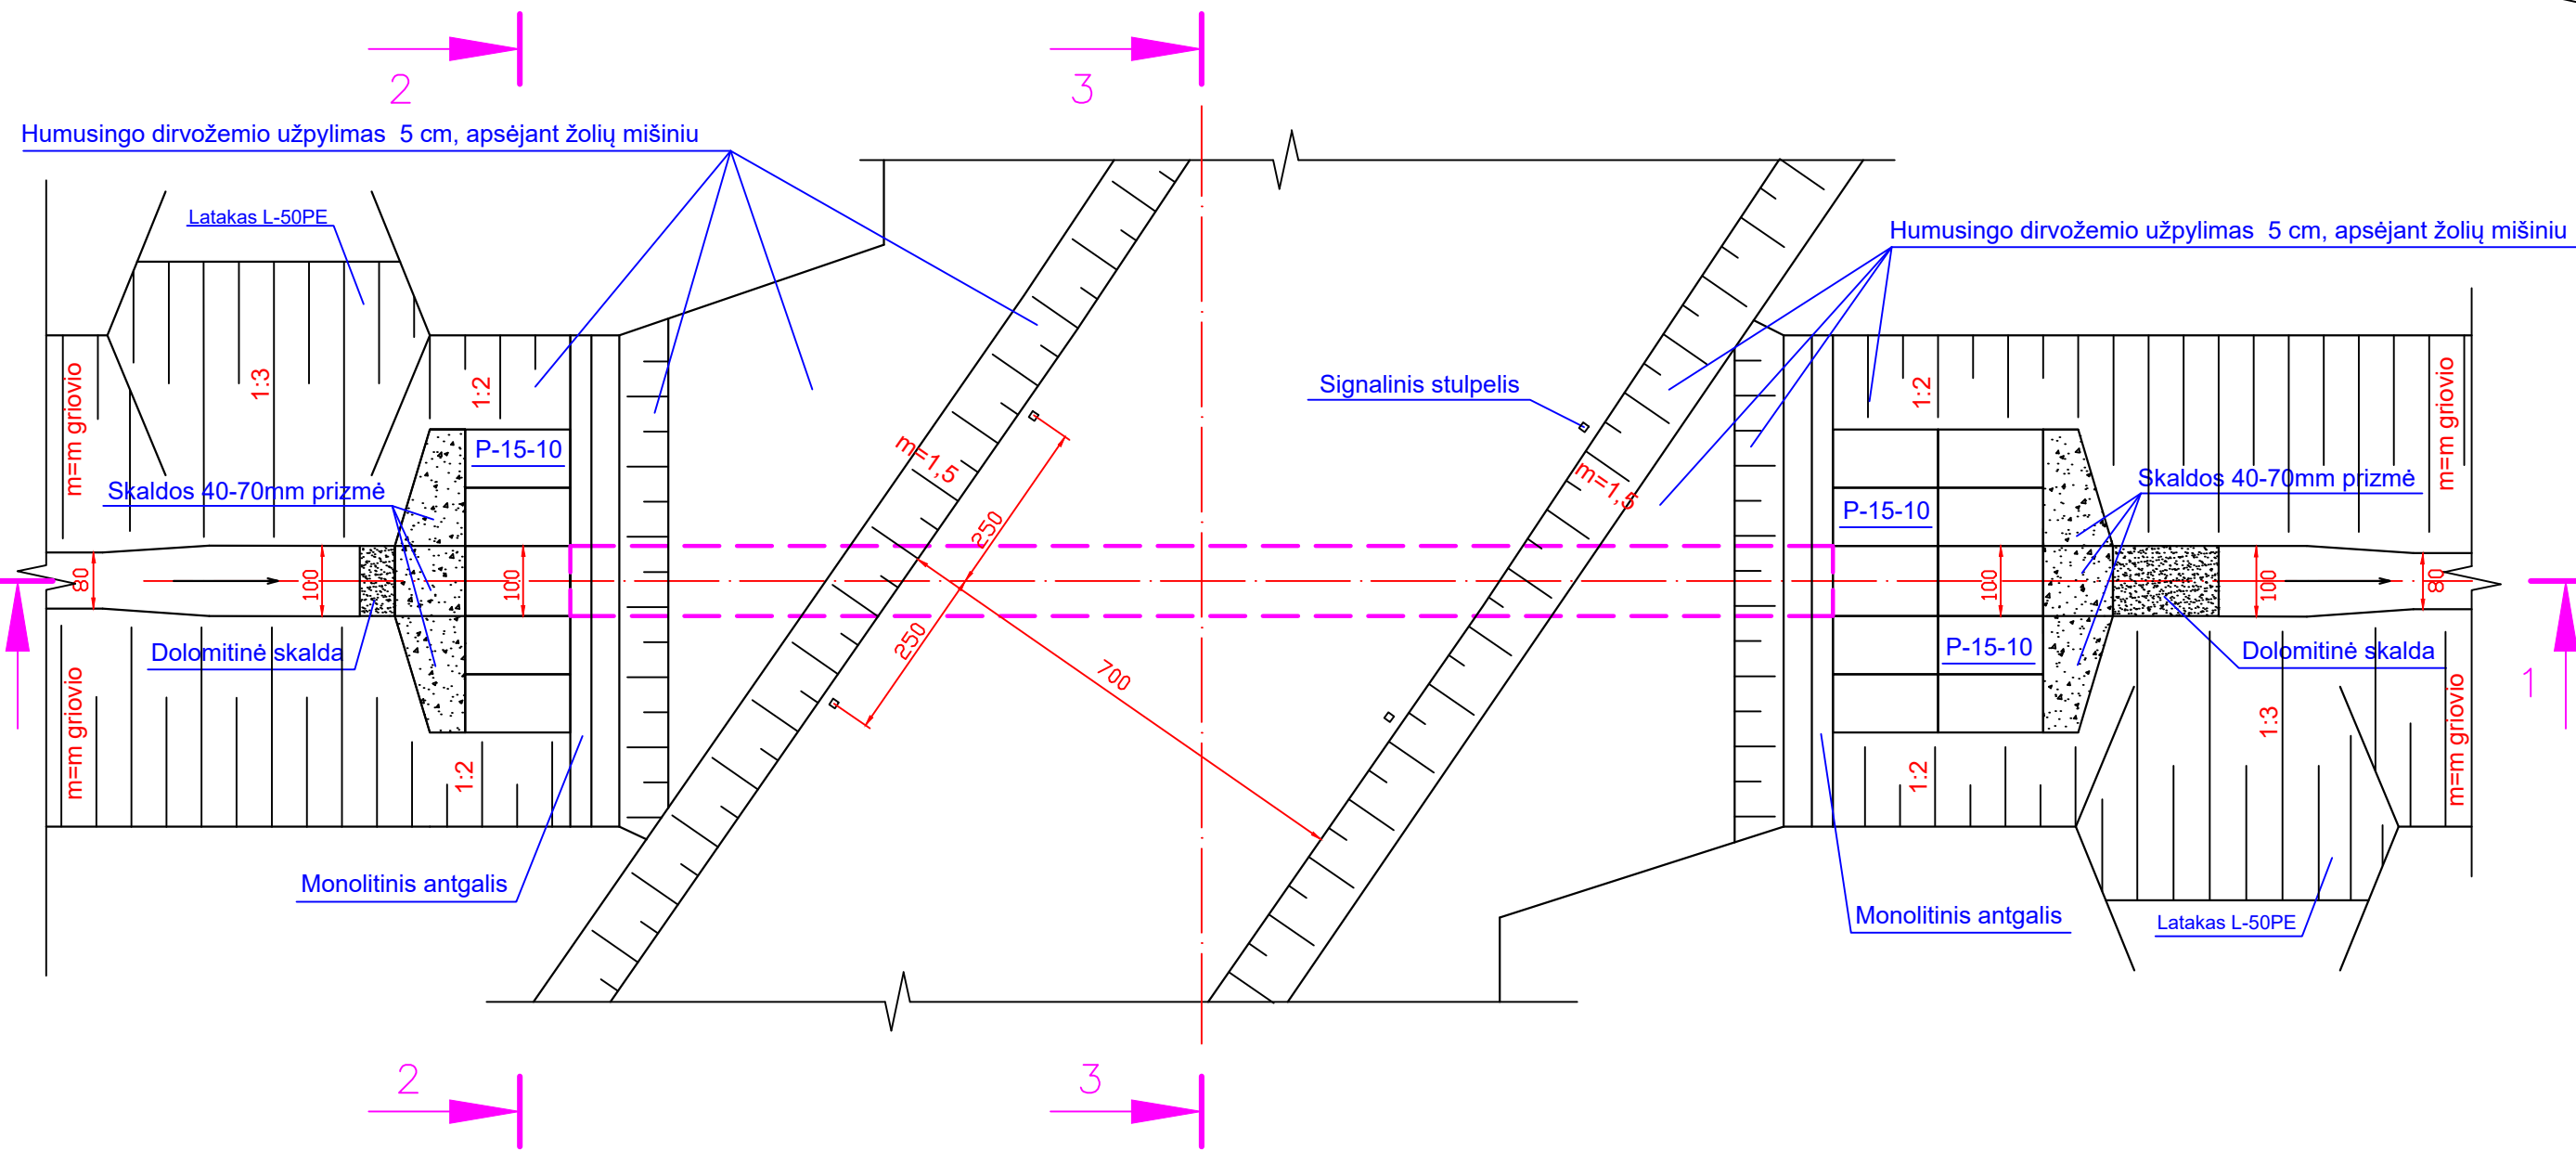 2
3
Humusingo dirvožemio užpylimas  5 cm, apsėjant žolių mišiniu
Latakas L-50PE
Humusingo dirvožemio užpylimas  5 cm, apsėjant žolių mišiniu
m=m griovio
1:3
1:2
Signalinis stulpelis
1:2
m=m griovio
P-15-10
m=1,5
m=1,5
Skaldos 40-70mm prizmė
Skaldos 40-70mm prizmė
P-15-10
250
80
100
100
100
100
80
250
Dolomitinė skalda
P-15-10
Dolomitinė skalda
700
1
m=m griovio
1:2
1:2
1:3
m=m griovio
Monolitinis antgalis
Monolitinis antgalis
Latakas L-50PE
2
3